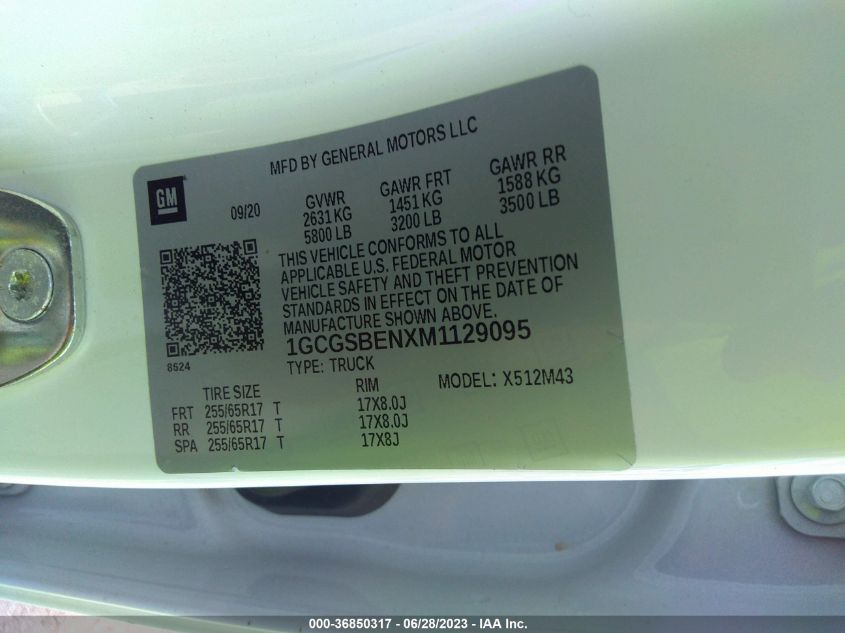 MFD BY GENERAL MOTORS LLC
GM
09/20
GVWR GAWR FRT GAWR RR
2631 KG 1451 KG 1588 KG
5800 LB 3200 LB 3500 LB
THIS VEHICLE CONFORMS TO ALL
APPLICABLE U.S. FEDERAL MOTOR
VEHICLE SAFETY AND THEFT PREVENTION
STANDARDS IN EFFECT ON THE DATE OF
MANUFACTURE SHOWN ABOVE.
1GCGSBENXM1129095
8624
TYPE: TRUCK
MODEL: X512M43
TIRE SIZE RIM
FRT 255/65R17 T 17X8.0J
RR 255/65R17 T 17X8.0J
SPA 255/65R17 T 17X8J
000-36850317 - 06/28/2023 - IAA Inc.